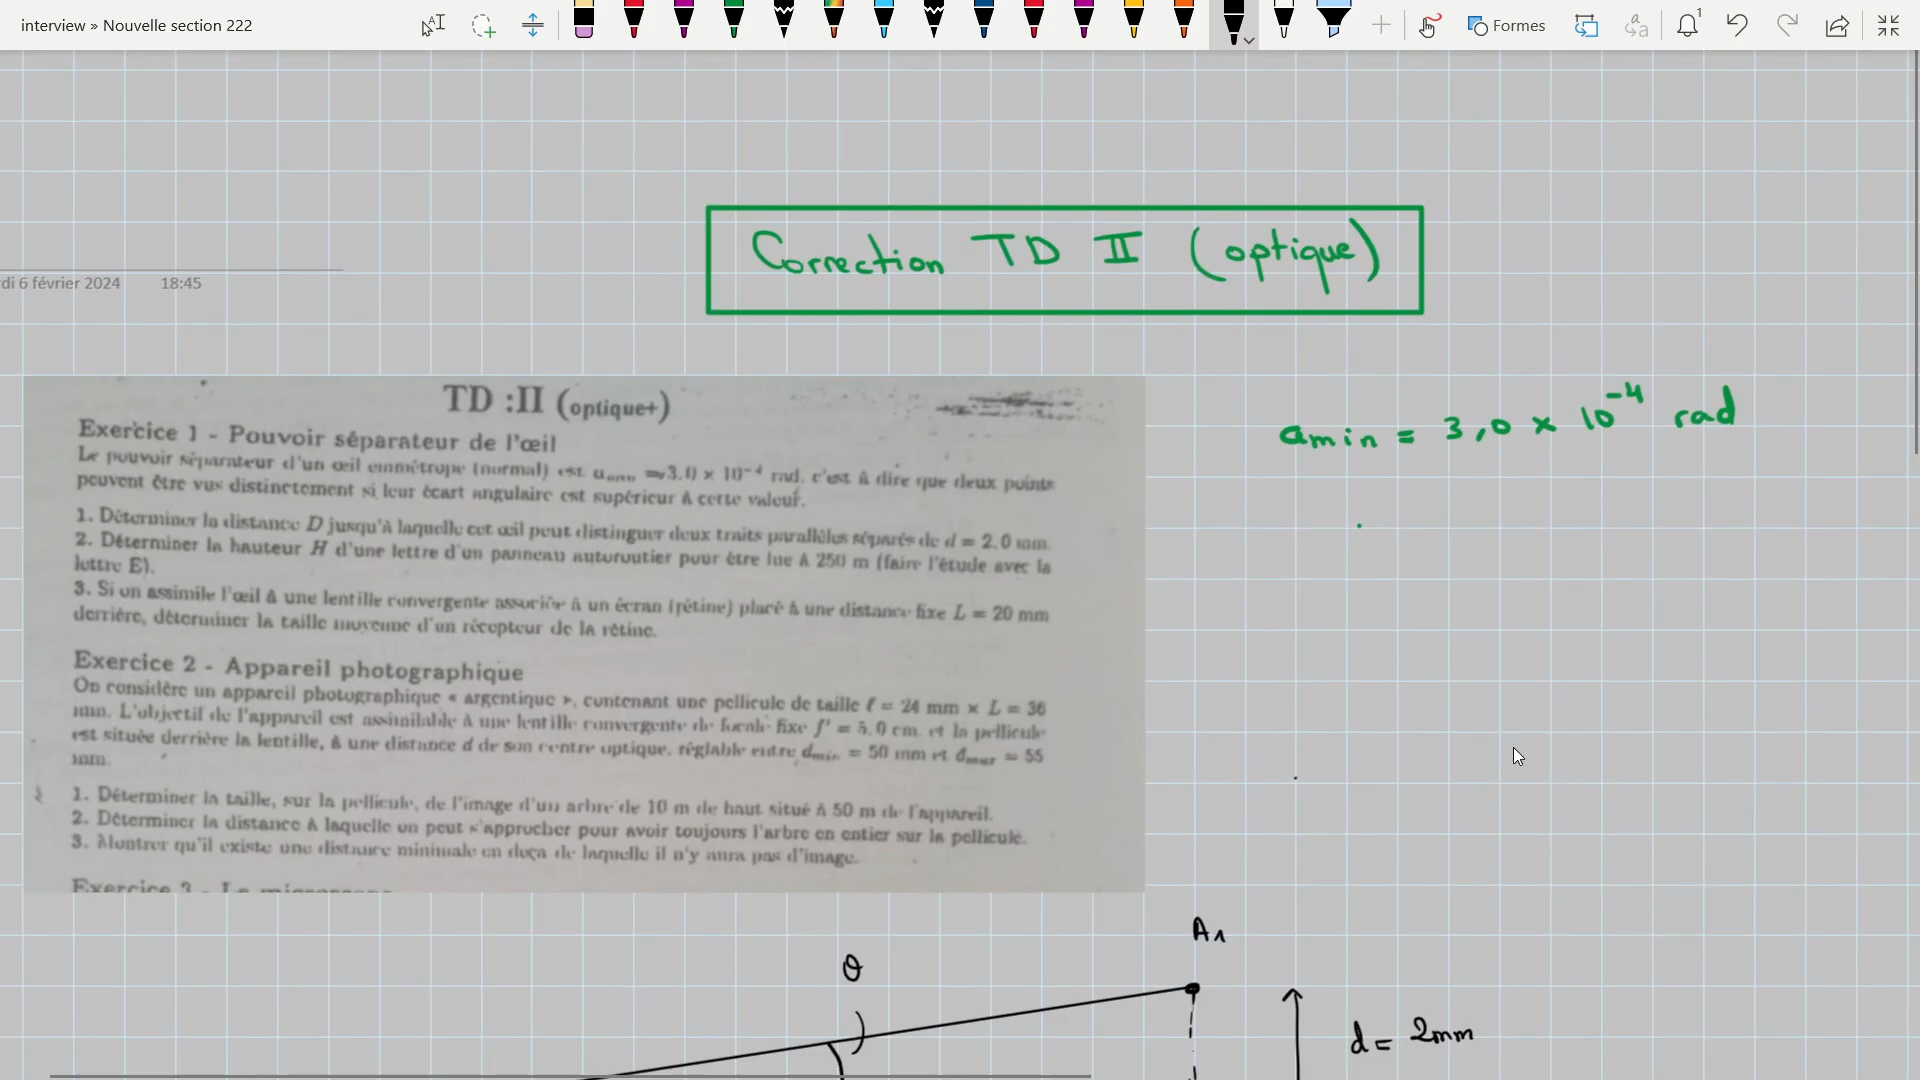 interview » Nouvelle section 222
Formes
1
Correction TD II (optique)
di 6 février 2024 18:45
TD :II (optique+)
Exercice 1 - Pouvoir séparateur de l'œil
Le pouvoir séparateur d'un œil emmétrope (normal) est αmin = 3.0 × 10⁻⁴ rad. c'est à dire que deux points
peuvent être vus distinctement si leur écart angulaire est supérieur à cette valeur.
1. Déterminer la distance D jusqu'à laquelle cet œil peut distinguer deux traits parallèles séparés de d = 2.0 mm.
2. Déterminer la hauteur H d'une lettre d'un panneau autoroutier pour être lue à 250 m (faire l'étude avec la
lettre E).
3. Si on assimile l'œil à une lentille convergente associée à un écran (rétine) placé à une distance fixe L = 20 mm
derrière, déterminer la taille moyenne d'un récepteur de la rétine.
Exercice 2 - Appareil photographique
On considère un appareil photographique « argentique », contenant une pellicule de taille ℓ = 24 mm × L = 36
mm. L'objectif de l'appareil est assimilable à une lentille convergente de focale fixe f' = 5.0 cm. et la pellicule
est située derrière la lentille, à une distance d de son centre optique. réglable entre dmin = 50 mm et dmax = 55
mm.
1. Déterminer la taille, sur la pellicule, de l'image d'un arbre de 10 m de haut situé à 50 m de l'appareil.
2. Déterminer la distance à laquelle on peut s'approcher pour avoir toujours l'arbre en entier sur la pellicule.
3. Montrer qu'il existe une distance minimale en deça de laquelle il n'y aura pas d'image.
Exercice 3 - Le microscope
amin = 3,0 × 10⁻⁴ rad
A1
θ
d = 2mm